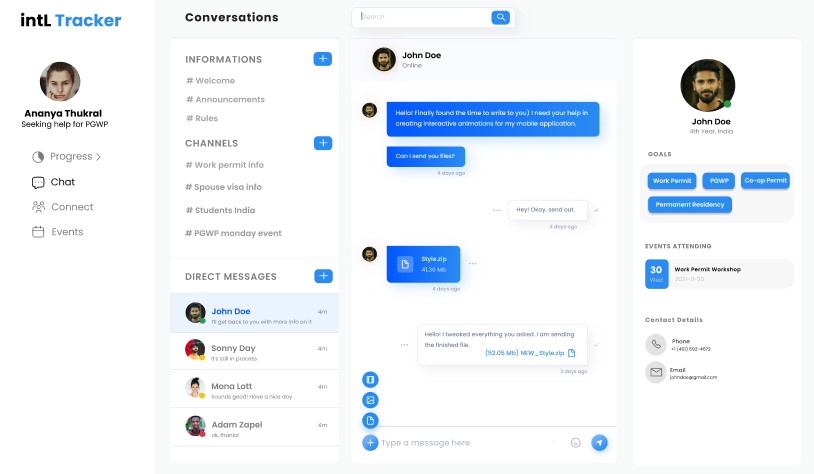 intL Tracker
Ananya Thukral
Seeking help for PGWP
Progress
Chat
Connect
Events
Conversations
Search
INFORMATIONS
# Welcome
# Announcements
# Rules
CHANNELS
# Work permit info
# Spouse visa info
# Students India
# PGWP monday event
DIRECT MESSAGES
John Doe 4m
I'll get back to you with more info on it
Sonny Day 4m
It's still in process
Mona Lott 4m
Sounds good! Have a nice day
Adam Zapel 4m
ok, thanks!
John Doe
Online
Hello! Finally found the time to write to you) I need your help in
creating interactive animations for my mobile application.
Can i send you files?
4 days ago
Hey! Okay, send out.
4 days ago
Style.zip
41.36 Mb
4 days ago
Hello! I tweaked everything you asked. i am sending
the finished file.
(52.05 Mb) NEW_Style.zip
2 days ago
Type a message here
John Doe
4th Year, India
GOALS
Work Permit
PGWP
Co-op Permit
Permanent Residency
EVENTS ATTENDING
30
Wed
Work Permit Workshop
Contact Details
Phone
Email
johndoe@gmail.com